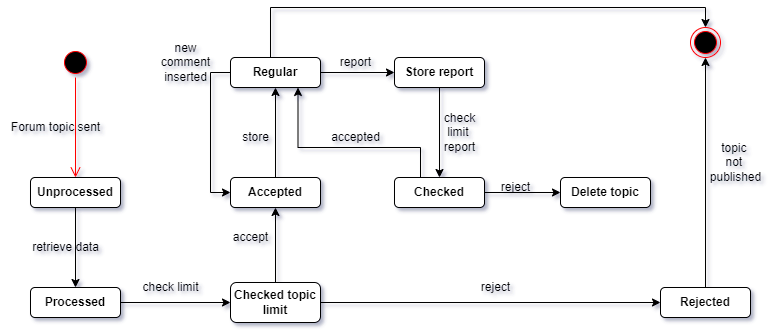 new
comment
inserted
Regular
report
Store report
Forum topic sent
store
accepted
check
limit
report
topic
not
published
Unprocessed
Accepted
Checked
reject
Delete topic
retrieve data
accept
Processed
check limit
Checked topic
limit
reject
Rejected